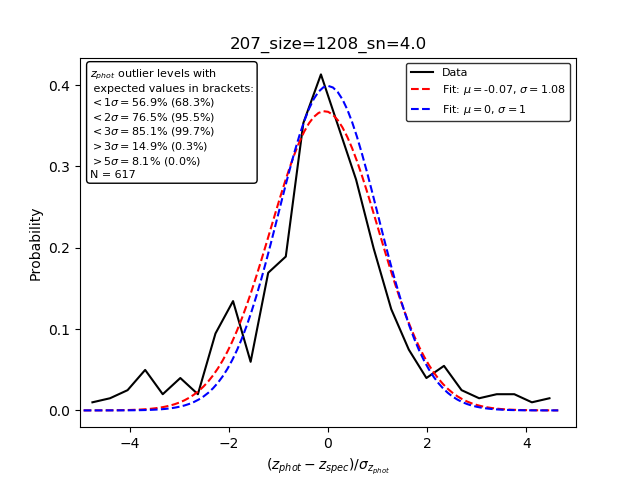 207_size=1208_sn=4.0
z_phot outlier levels with
expected values in brackets:
< 1σ = 56.9% (68.3%)
< 2σ = 76.5% (95.5%)
< 3σ = 85.1% (99.7%)
> 3σ = 14.9% (0.3%)
> 5σ = 8.1% (0.0%)
N = 617
Data
Fit: μ = -0.07, σ = 1.08
Fit: μ = 0, σ = 1
Probability
0.4
0.3
0.2
0.1
0.0
−4
−2
0
2
4
(z_phot − z_spec)/σ_z_phot